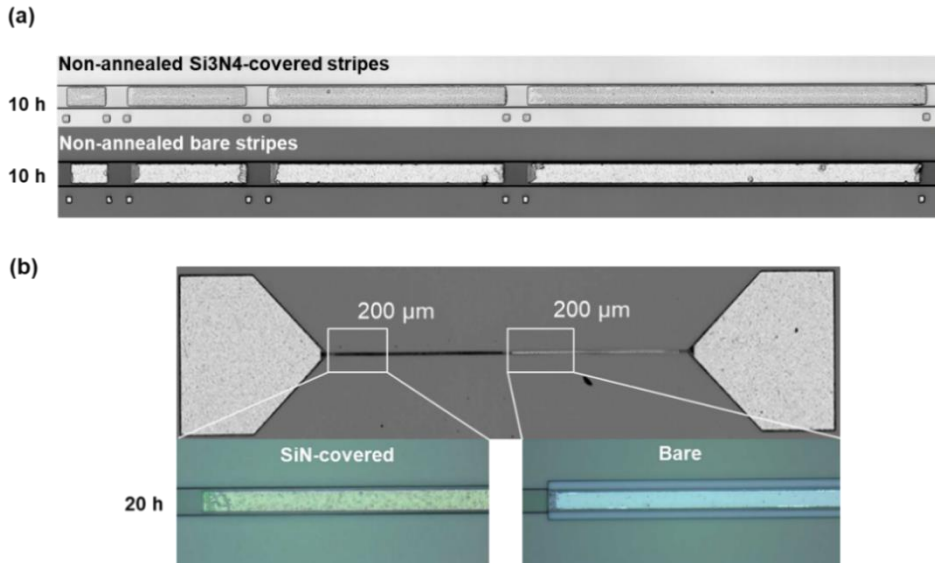 (a)
Non-annealed Si3N4-covered stripes
10 h
Non-annealed bare stripes
10 h
(b)
200 µm
200 µm
SiN-covered
Bare
20 h